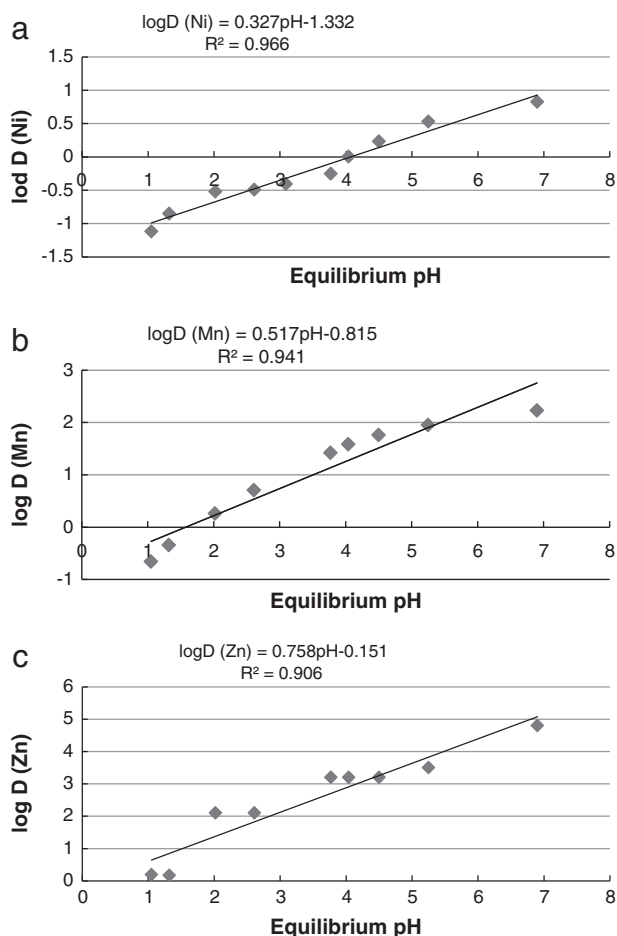 a
logD (Ni) = 0.327pH-1.332
R² = 0.966
1.5
1
0.5
0
-0.5
-1
-1.5
0 1 2 3 4 5 6 7 8
lod D (Ni)
Equilibrium pH
b
logD (Mn) = 0.517pH-0.815
R² = 0.941
3
2
1
0
-1
0 1 2 3 4 5 6 7 8
log D (Mn)
Equilibrium pH
c
logD (Zn) = 0.758pH-0.151
R² = 0.906
6
5
4
3
2
1
0
0 1 2 3 4 5 6 7 8
log D (Zn)
Equilibrium pH